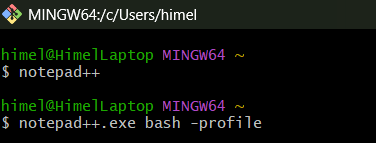 MINGW64:/c/Users/himel
himel@HimelLaptop MINGW64 ~
$ notepad++
himel@HimelLaptop MINGW64 ~
$ notepad++.exe bash -profile